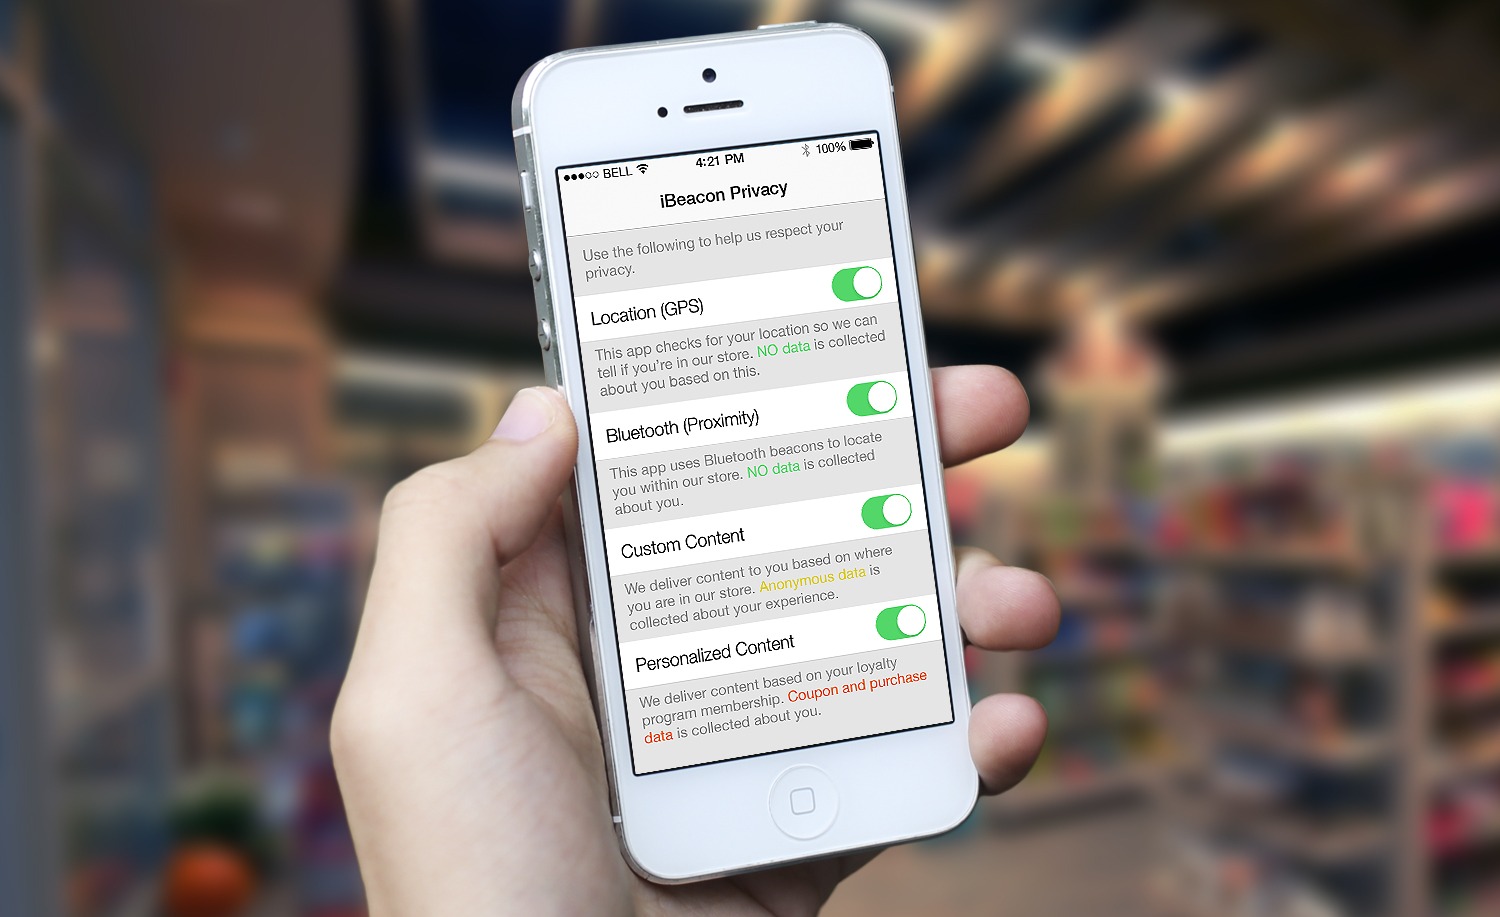 BELL 4:21 PM 100%
iBeacon Privacy
Use the following to help us respect your
privacy.
Location (GPS)
This app checks for your location so we can
tell if you're in our store. NO data is collected
about you based on this.
Bluetooth (Proximity)
This app uses Bluetooth beacons to locate
you within our store. NO data is collected
about you.
Custom Content
We deliver content to you based on where
you are in our store. Anonymous data is
collected about your experience.
Personalized Content
We deliver content based on your loyalty
program membership. Coupon and purchase
data is collected about you.